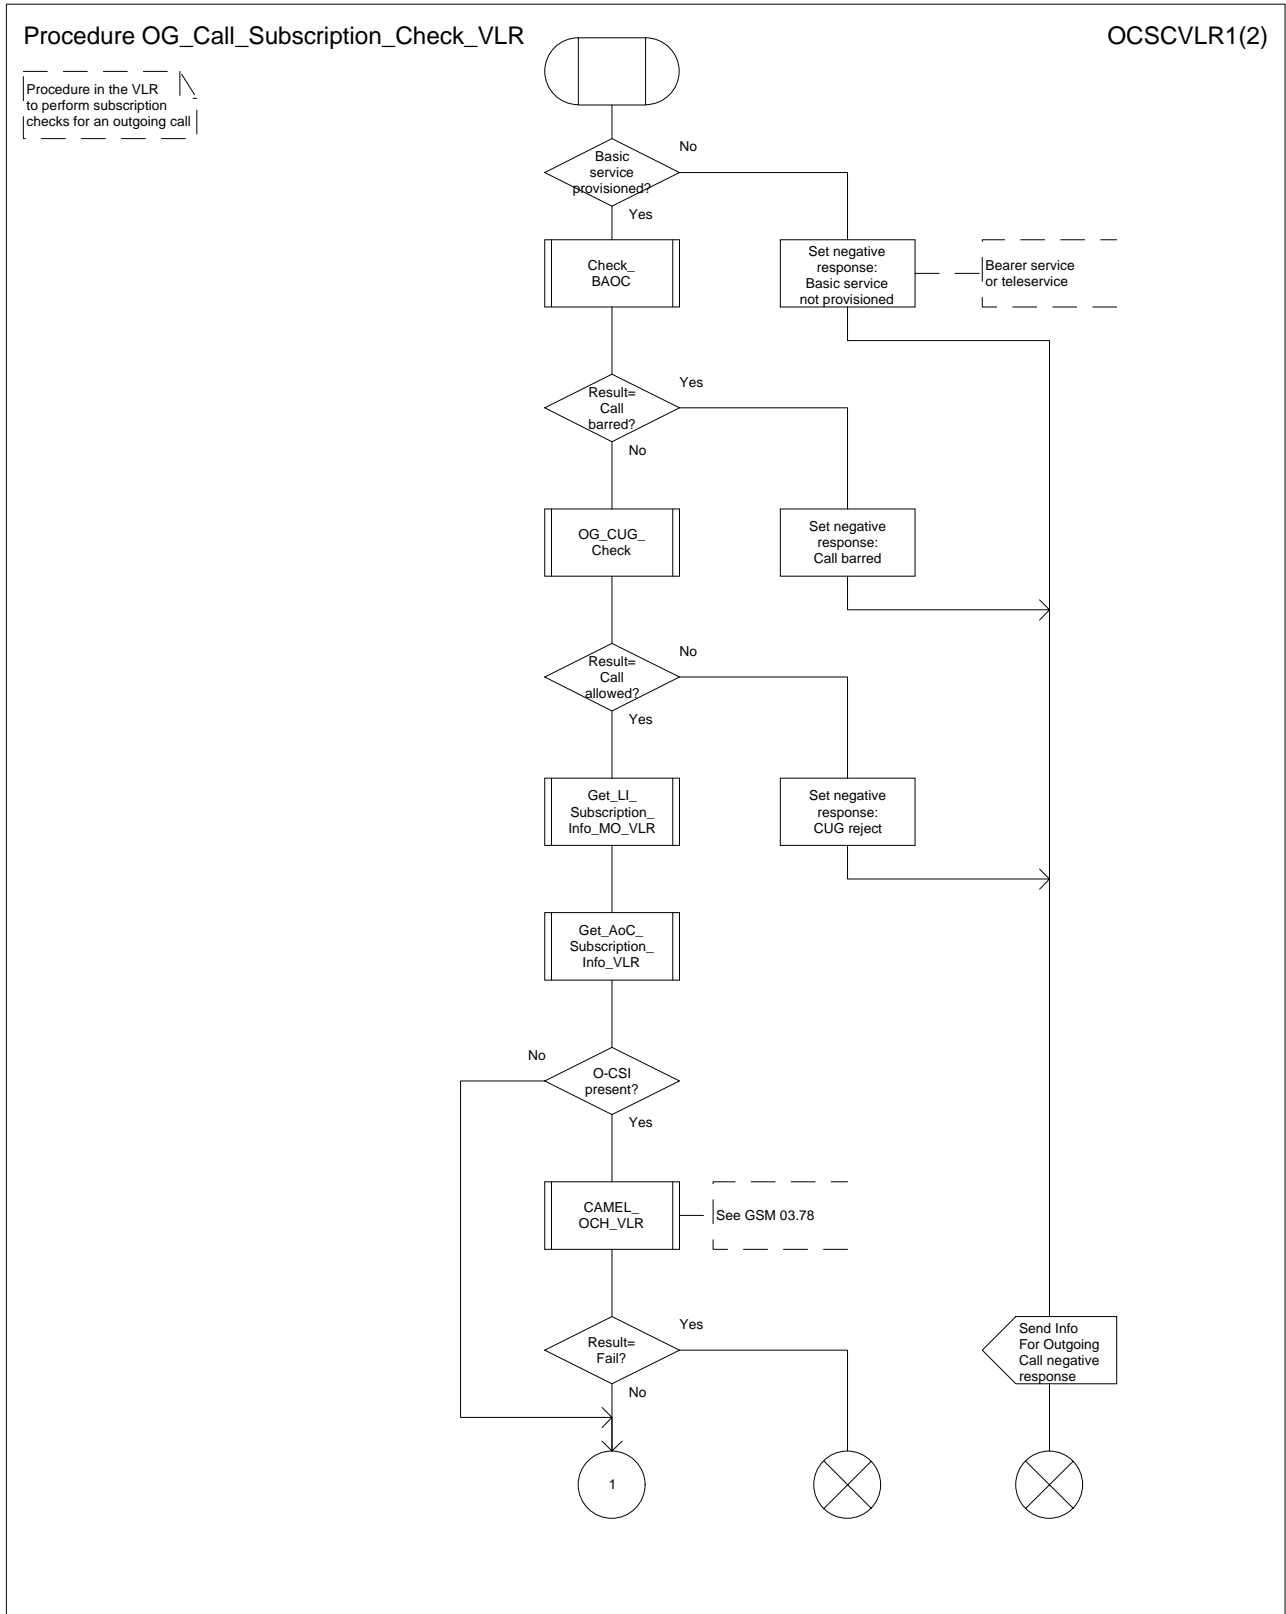 Procedure OG_Call_Subscription_Check_VLR
OCSCVLR1(2)
Procedure in the VLR
to perform subscription
checks for an outgoing call
Basic
service
provisioned?
No
Yes
Check_
BAOC
Set negative
response:
Basic service
not provisioned
Bearer service
or teleservice
Result=
Call
barred?
Yes
No
OG_CUG_
Check
Set negative
response:
Call barred
Result=
Call
allowed?
No
Yes
Get_LI_
Subscription_
Info_MO_VLR
Set negative
response:
CUG reject
Get_AoC_
Subscription_
Info_VLR
No
O-CSI
present?
Yes
CAMEL_
OCH_VLR
See GSM 03.78
Result=
Fail?
Yes
No
Send Info
For Outgoing
Call negative
response
1